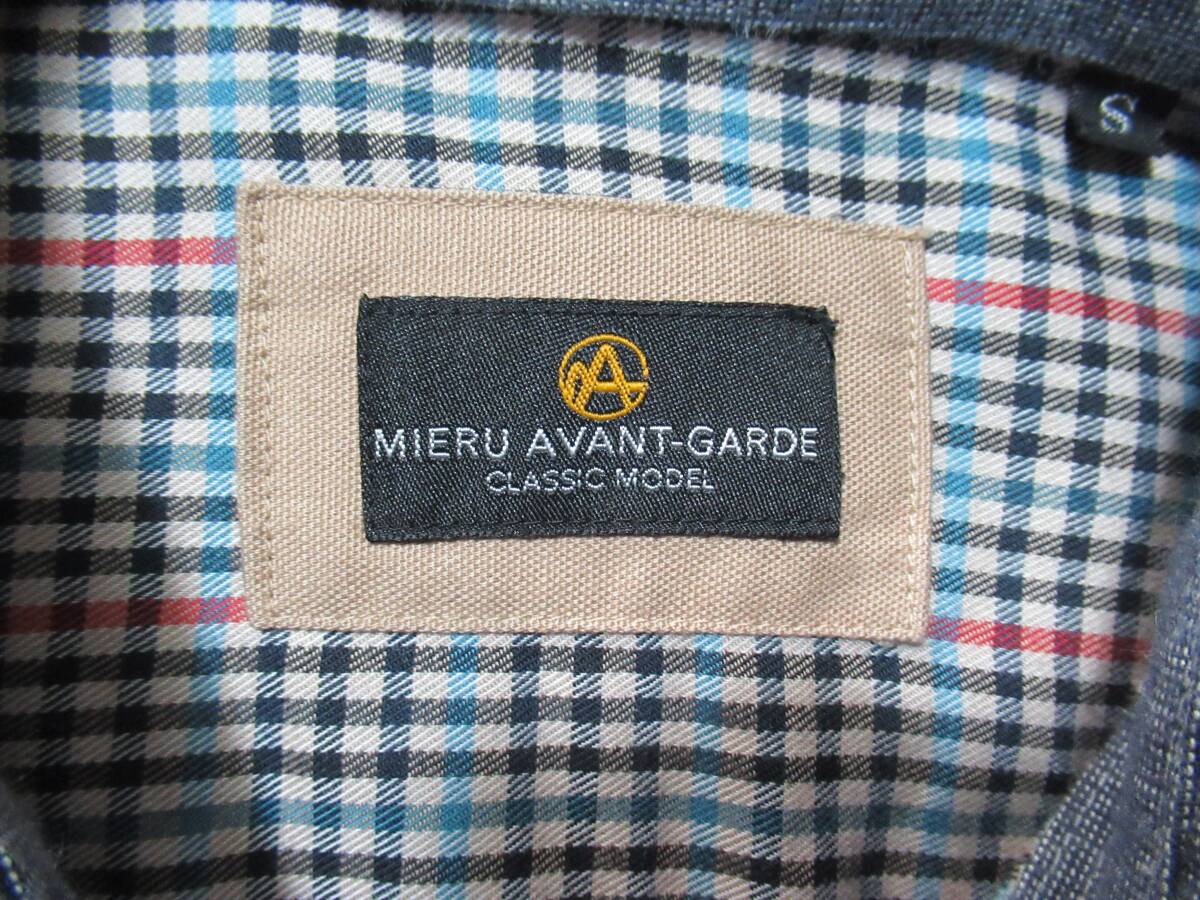 S
MIERU AVANT-GARDE
CLASSIC MODEL